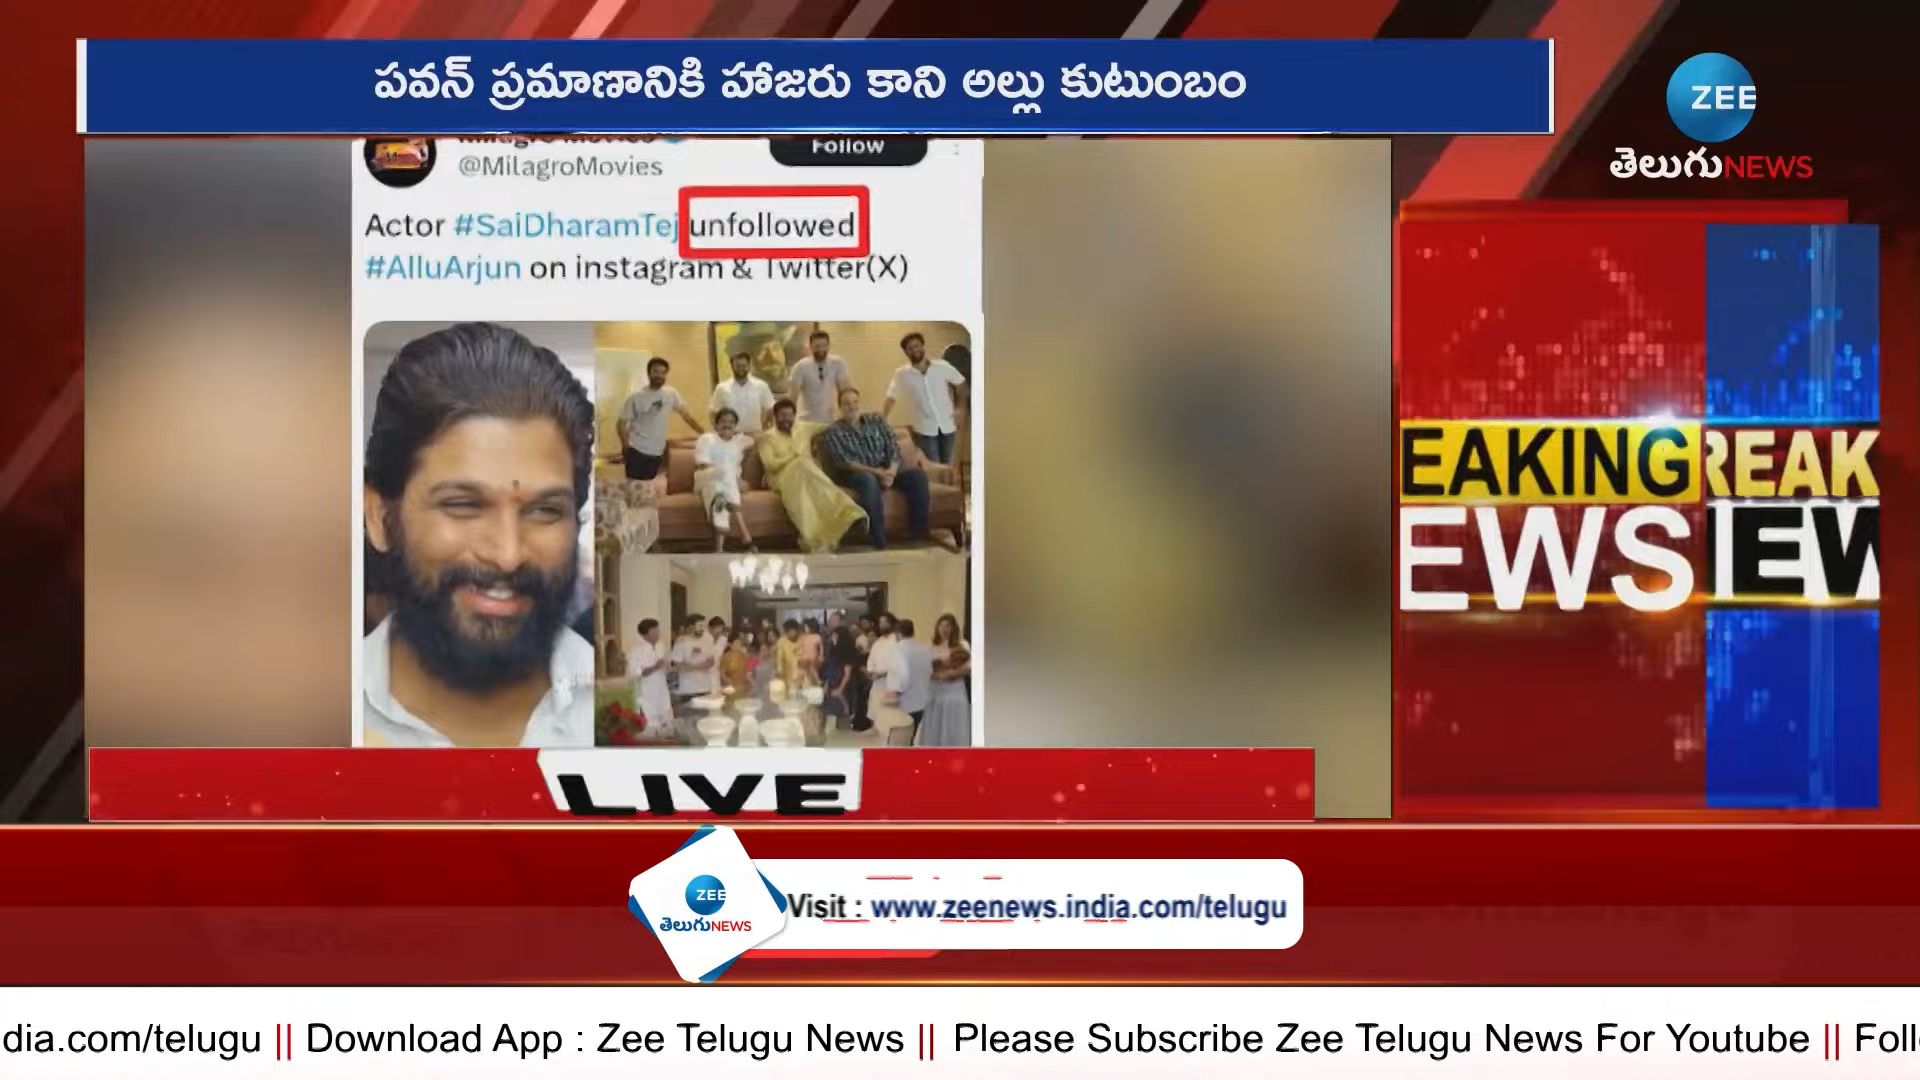 పవన్ ప్రమాణానికి హాజరు కాని అల్లు కుటుంబం
ZEE
తెలుగు NEWS
Follow
@MilagroMovies
Actor #SaiDharamTej unfollowed
#AlluArjun on instagram & Twitter(X)
EAKING REAK
EWS EW
LIVE
ZEE
తెలుగు NEWS
Visit : www.zeenews.india.com/telugu
dia.com/telugu || Download App : Zee Telugu News || Please Subscribe Zee Telugu News For Youtube || Foll